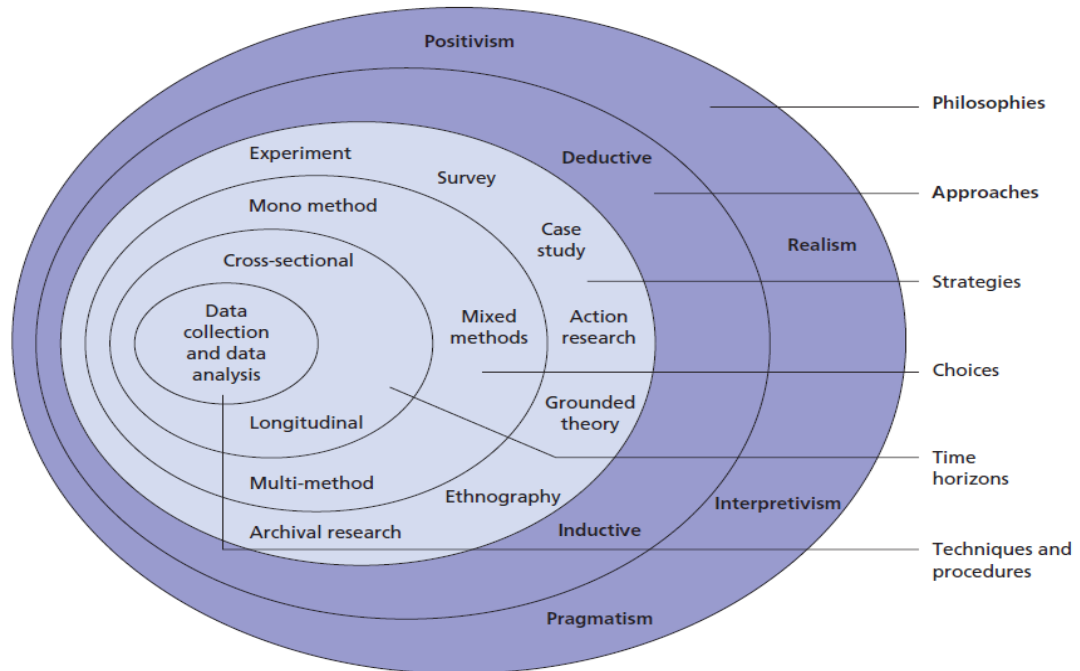 Positivism
Philosophies
Experiment
Deductive
Survey
Approaches
Mono method
Case
study
Realism
Cross-sectional
Strategies
Data
collection
and data
analysis
Mixed
methods
Action
research
Choices
Grounded
theory
Longitudinal
Time
horizons
Multi-method
Ethnography
Interpretivism
Archival research
Inductive
Techniques and
procedures
Pragmatism